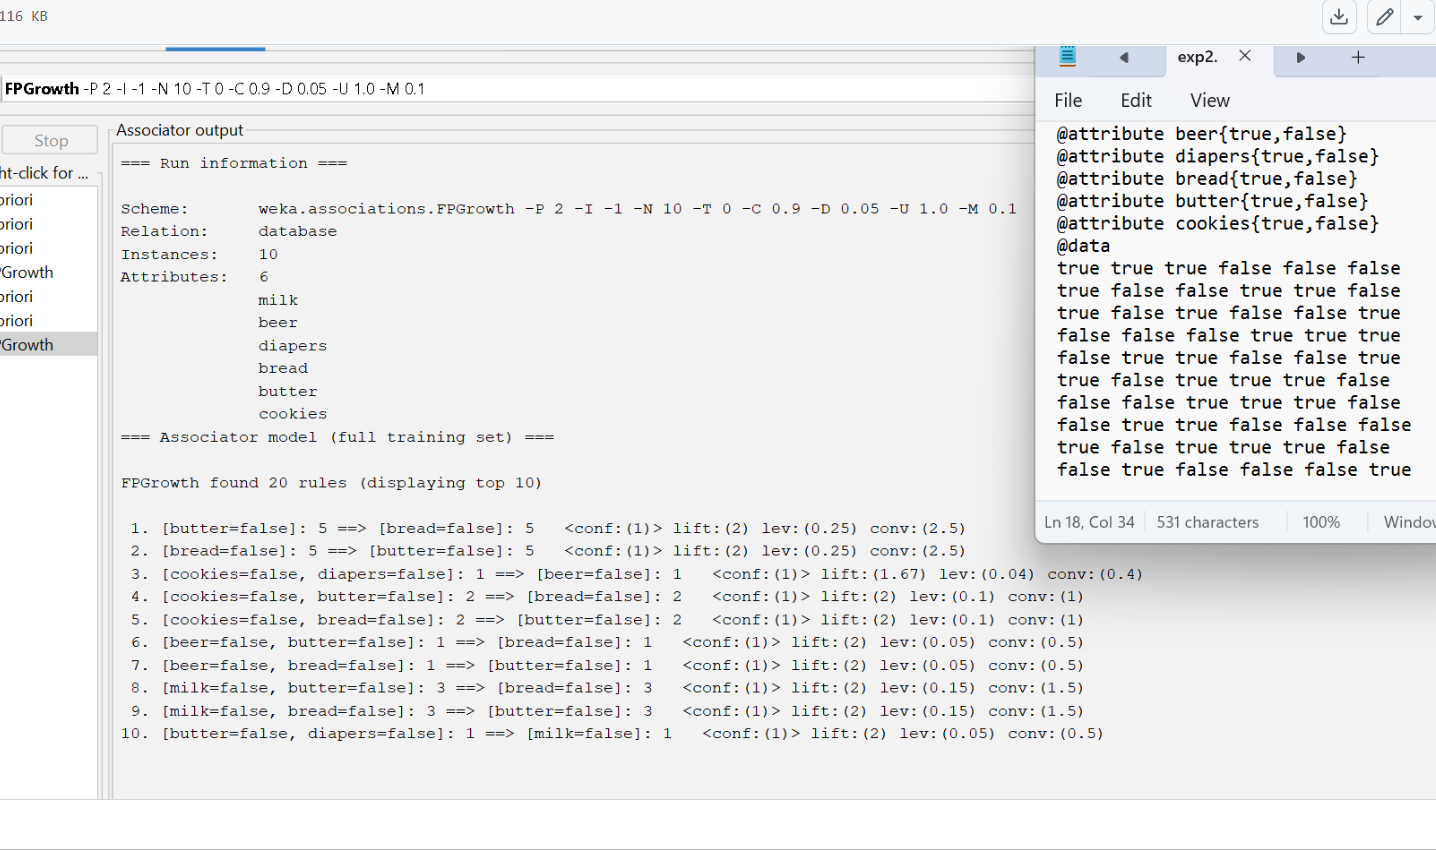 116 KB
FPGrowth -P 2 -I -1 -N 10 -T 0 -C 0.9 -D 0.05 -U 1.0 -M 0.1
Stop
ht-click for ...
priori
priori
priori
PGrowth
priori
priori
PGrowth
Associator output
=== Run information ===
Scheme: weka.associations.FPGrowth -P 2 -I -1 -N 10 -T 0 -C 0.9 -D 0.05 -U 1.0 -M 0.1
Relation: database
Instances: 10
Attributes: 6
milk
beer
diapers
bread
butter
cookies
=== Associator model (full training set) ===
FPGrowth found 20 rules (displaying top 10)
1. [butter=false]: 5 ==> [bread=false]: 5 <conf:(1)> lift:(2) lev:(0.25) conv:(2.5)
2. [bread=false]: 5 ==> [butter=false]: 5 <conf:(1)> lift:(2) lev:(0.25) conv:(2.5)
3. [cookies=false, diapers=false]: 1 ==> [beer=false]: 1 <conf:(1)> lift:(1.67) lev:(0.04) conv:(0.4)
4. [cookies=false, butter=false]: 2 ==> [bread=false]: 2 <conf:(1)> lift:(2) lev:(0.1) conv:(1)
5. [cookies=false, bread=false]: 2 ==> [butter=false]: 2 <conf:(1)> lift:(2) lev:(0.1) conv:(1)
6. [beer=false, butter=false]: 1 ==> [bread=false]: 1 <conf:(1)> lift:(2) lev:(0.05) conv:(0.5)
7. [beer=false, bread=false]: 1 ==> [butter=false]: 1 <conf:(1)> lift:(2) lev:(0.05) conv:(0.5)
8. [milk=false, butter=false]: 3 ==> [bread=false]: 3 <conf:(1)> lift:(2) lev:(0.15) conv:(1.5)
9. [milk=false, bread=false]: 3 ==> [butter=false]: 3 <conf:(1)> lift:(2) lev:(0.15) conv:(1.5)
10. [butter=false, diapers=false]: 1 ==> [milk=false]: 1 <conf:(1)> lift:(2) lev:(0.05) conv:(0.5)
exp2.
File Edit View
@attribute beer{true,false}
@attribute diapers{true,false}
@attribute bread{true,false}
@attribute butter{true,false}
@attribute cookies{true,false}
@data
true true true false false false
true false false true true false
true false true false false true
false false false true true true
false true true false false true
true false true true true false
false false true true true false
false true true false false false
true false true true true false
false true false false false true
Ln 18, Col 34 531 characters 100% Window